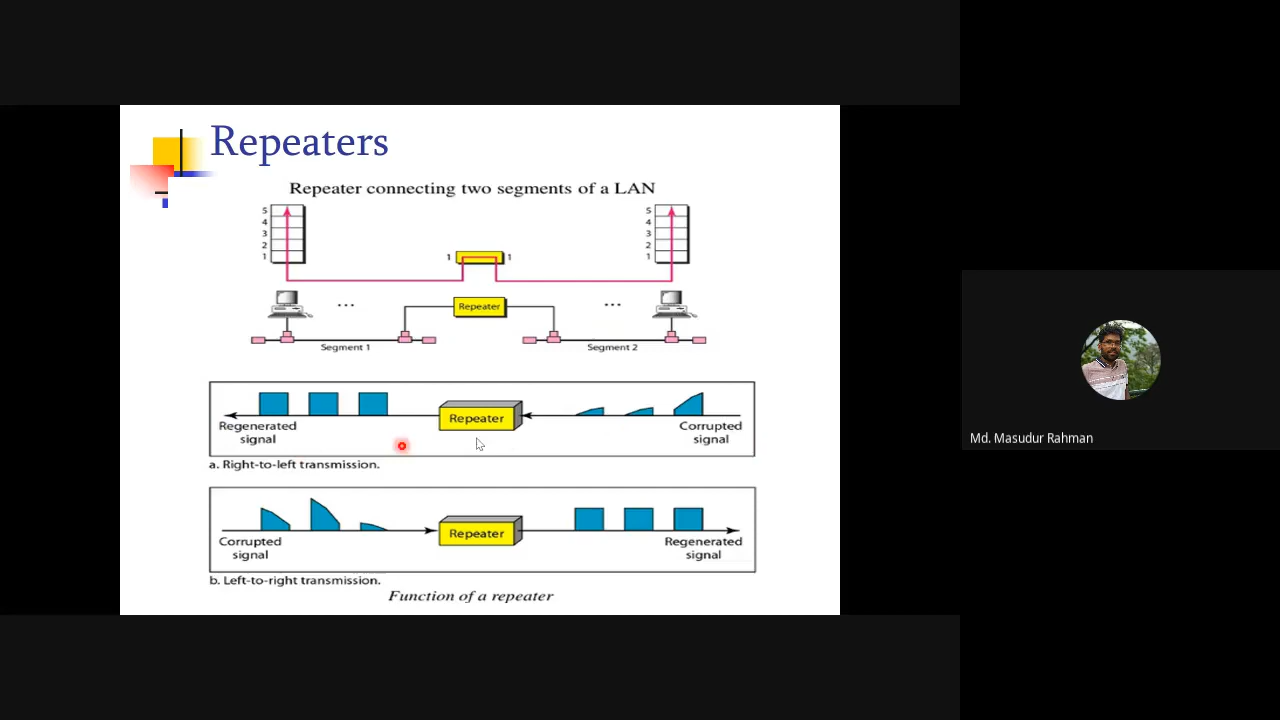 Repeaters
Repeater connecting two segments of a LAN
5 5
4 4
3 3
2 2
1 1 1 1
... ...
Repeater
Segment 1 Segment 2
Repeater
Regenerated signal
Corrupted signal
a. Right-to-left transmission.
Repeater
Corrupted signal
Regenerated signal
b. Left-to-right transmission.
Function of a repeater
Md. Masudur Rahman